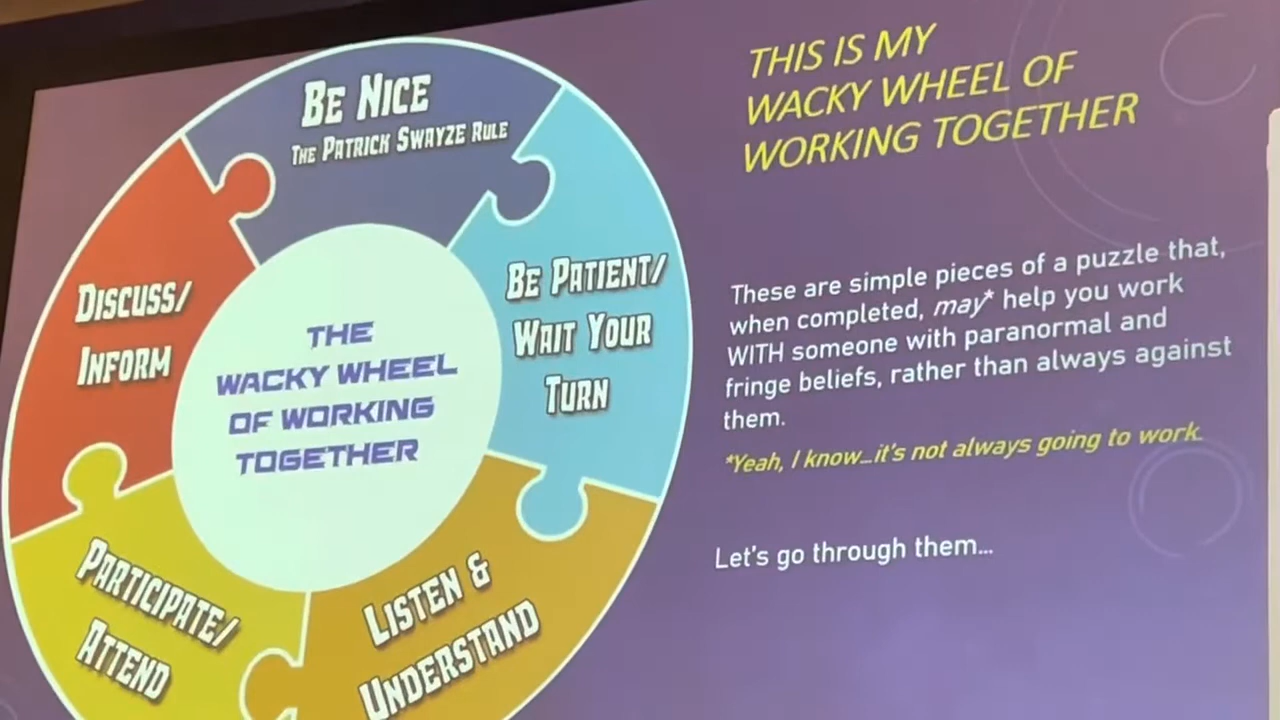 THIS IS MY
WACKY WHEEL OF
WORKING TOGETHER
These are simple pieces of a puzzle that,
when completed, may* help you work
WITH someone with paranormal and
fringe beliefs, rather than always against
them.
*Yeah, I know...it's not always going to work.
Let's go through them...
BE NICE
THE PATRICK SWAYZE RULE
BE PATIENT/
WAIT YOUR
TURN
LISTEN &
UNDERSTAND
PARTICIPATE/
ATTEND
DISCUSS/
INFORM
THE
WACKY WHEEL
OF WORKING
TOGETHER